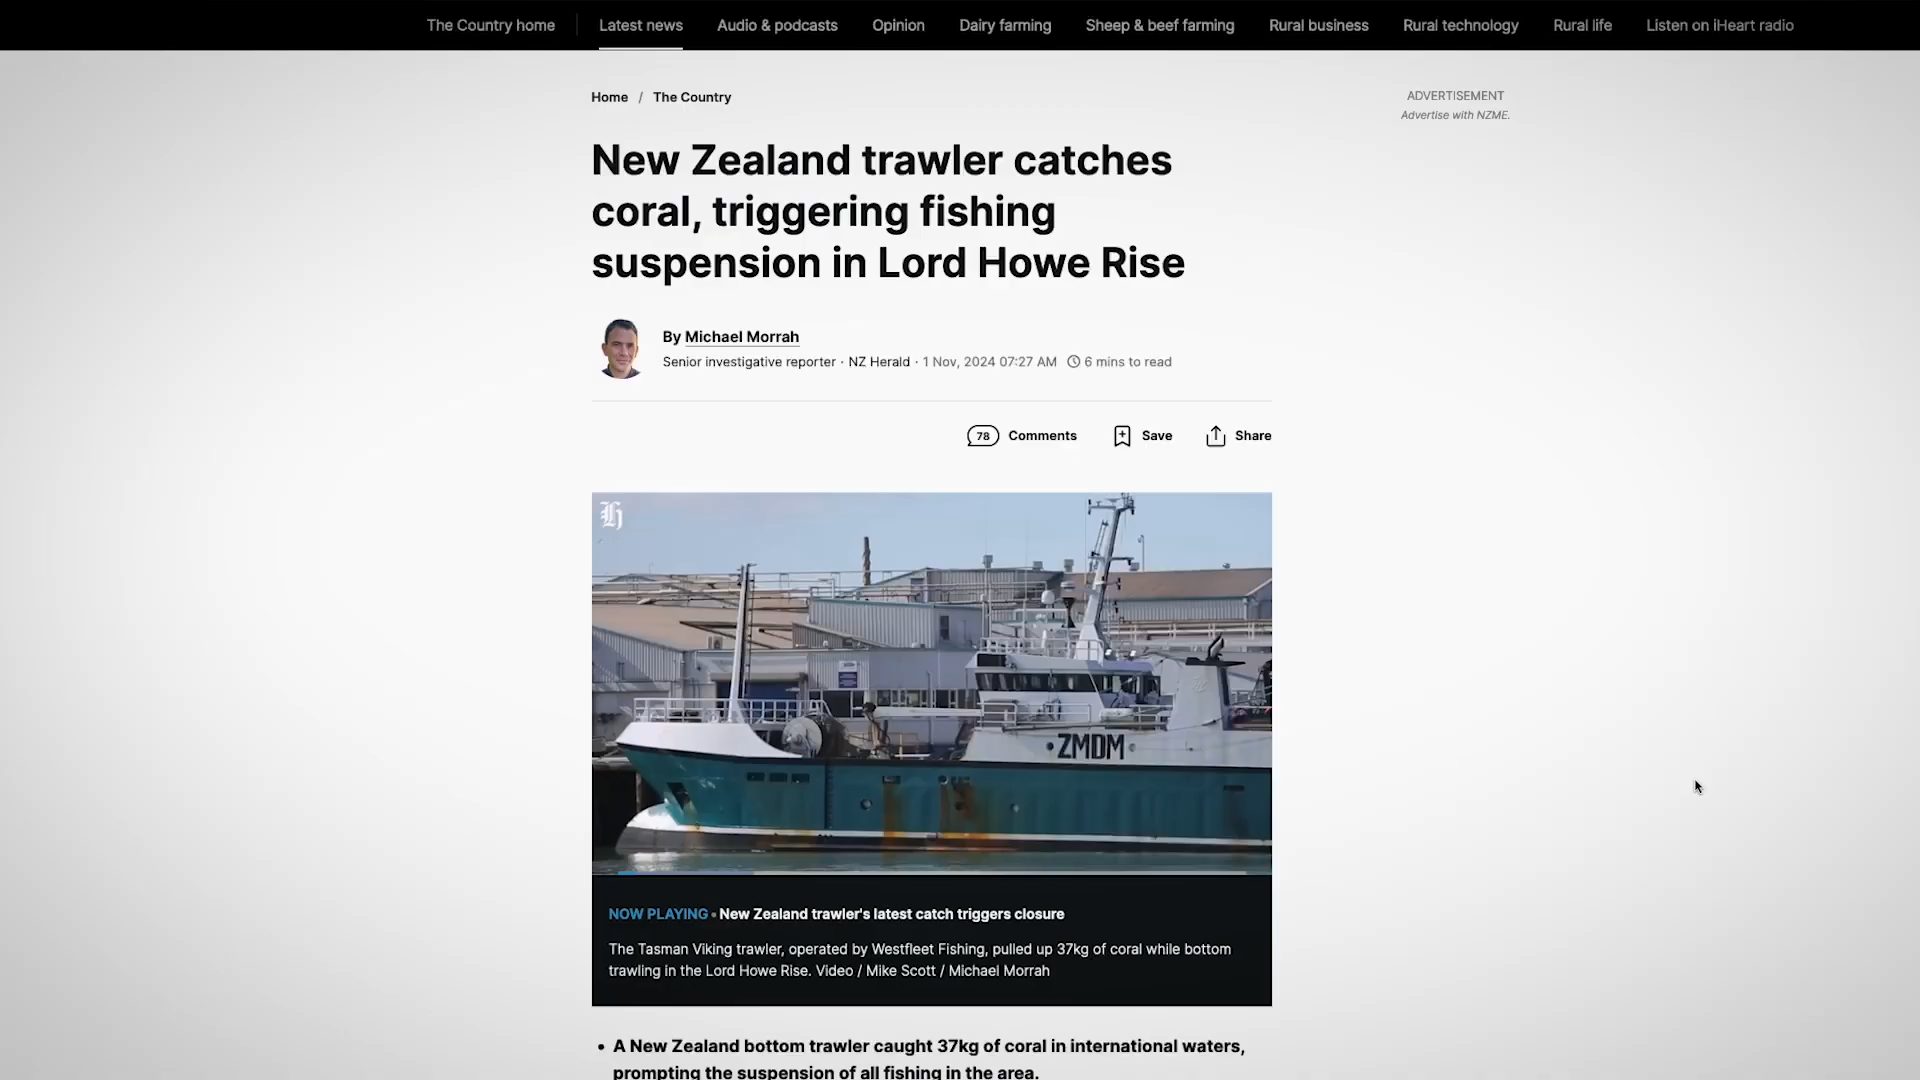 The Country home
Latest news
Audio & podcasts
Opinion
Dairy farming
Sheep & beef farming
Rural business
Rural technology
Rural life
Listen on iHeart radio
Home / The Country
ADVERTISEMENT
Advertise with NZME.
New Zealand trawler catches
coral, triggering fishing
suspension in Lord Howe Rise
By Michael Morrah
Senior investigative reporter · NZ Herald · 1 Nov, 2024 07:27 AM 6 mins to read
78 Comments
Save
Share
H
ZMDM
NOW PLAYING • New Zealand trawler's latest catch triggers closure
The Tasman Viking trawler, operated by Westfleet Fishing, pulled up 37kg of coral while bottom
trawling in the Lord Howe Rise. Video / Mike Scott / Michael Morrah
• A New Zealand bottom trawler caught 37kg of coral in international waters,
prompting the suspension of all fishing in the area.